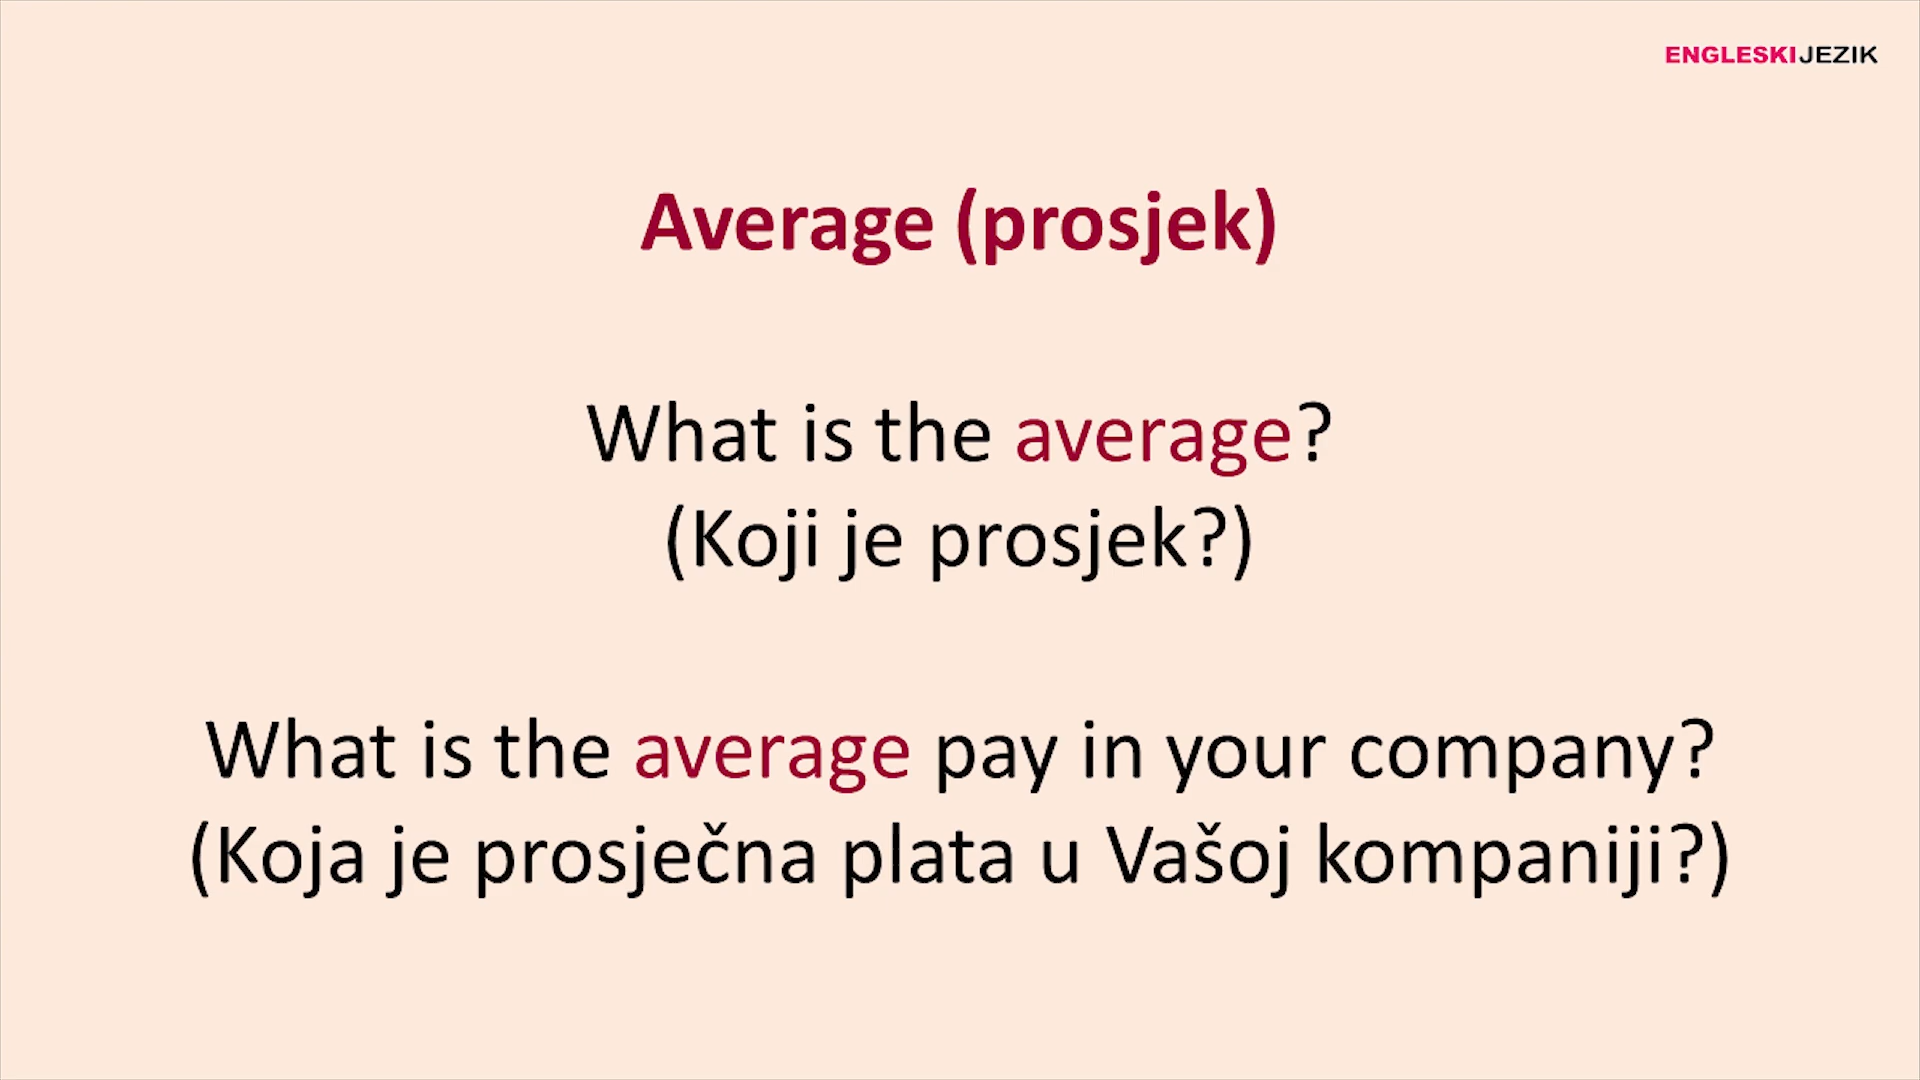 ENGLESKIJEZIK
Average (prosjek)
What is the average?
(Koji je prosjek?)
What is the average pay in your company?
(Koja je prosječna plata u Vašoj kompaniji?)